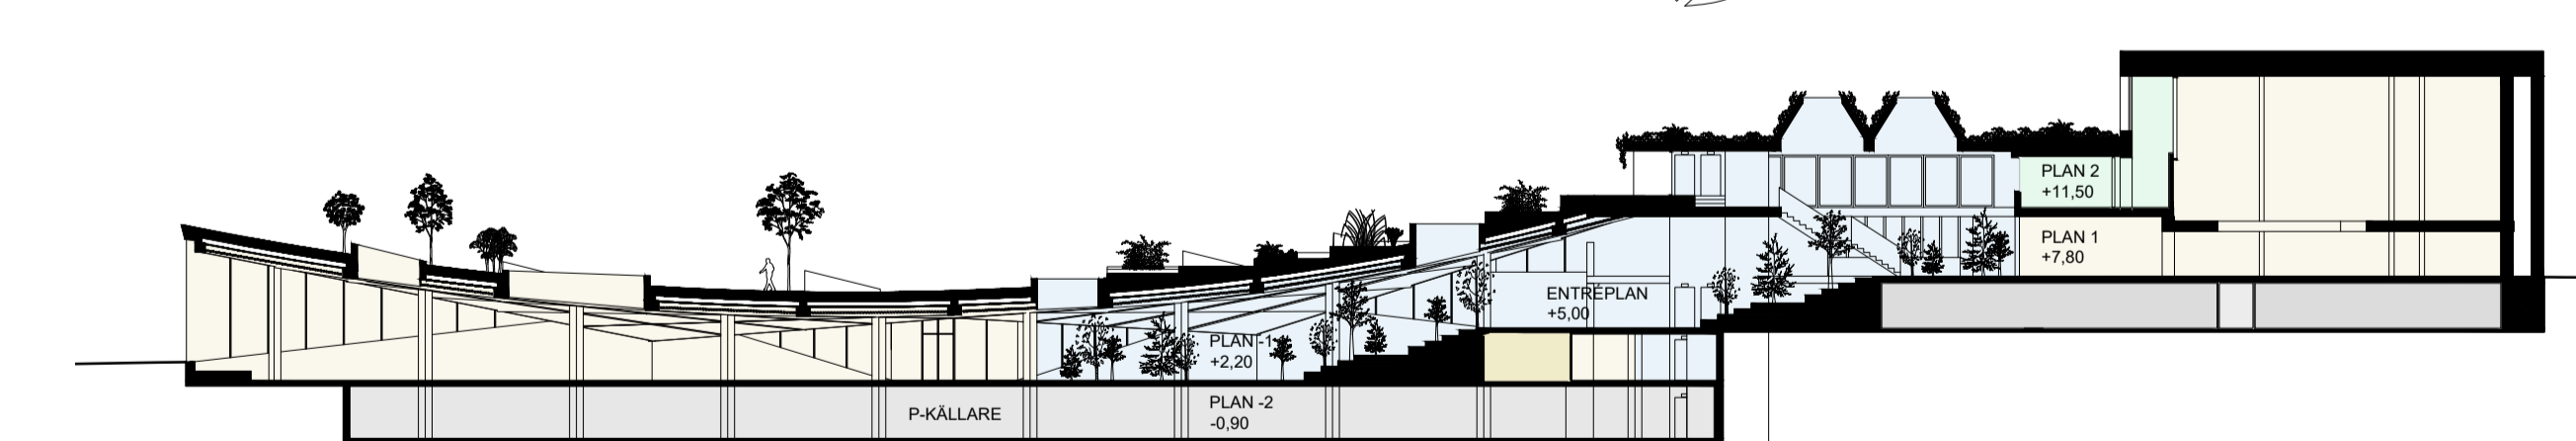 PLAN 2
+11,50
PLAN 1
+7,80
ENTRÉPLAN
+5,00
PLAN -1
+2,20
P-KÄLLARE
PLAN -2
-0,90